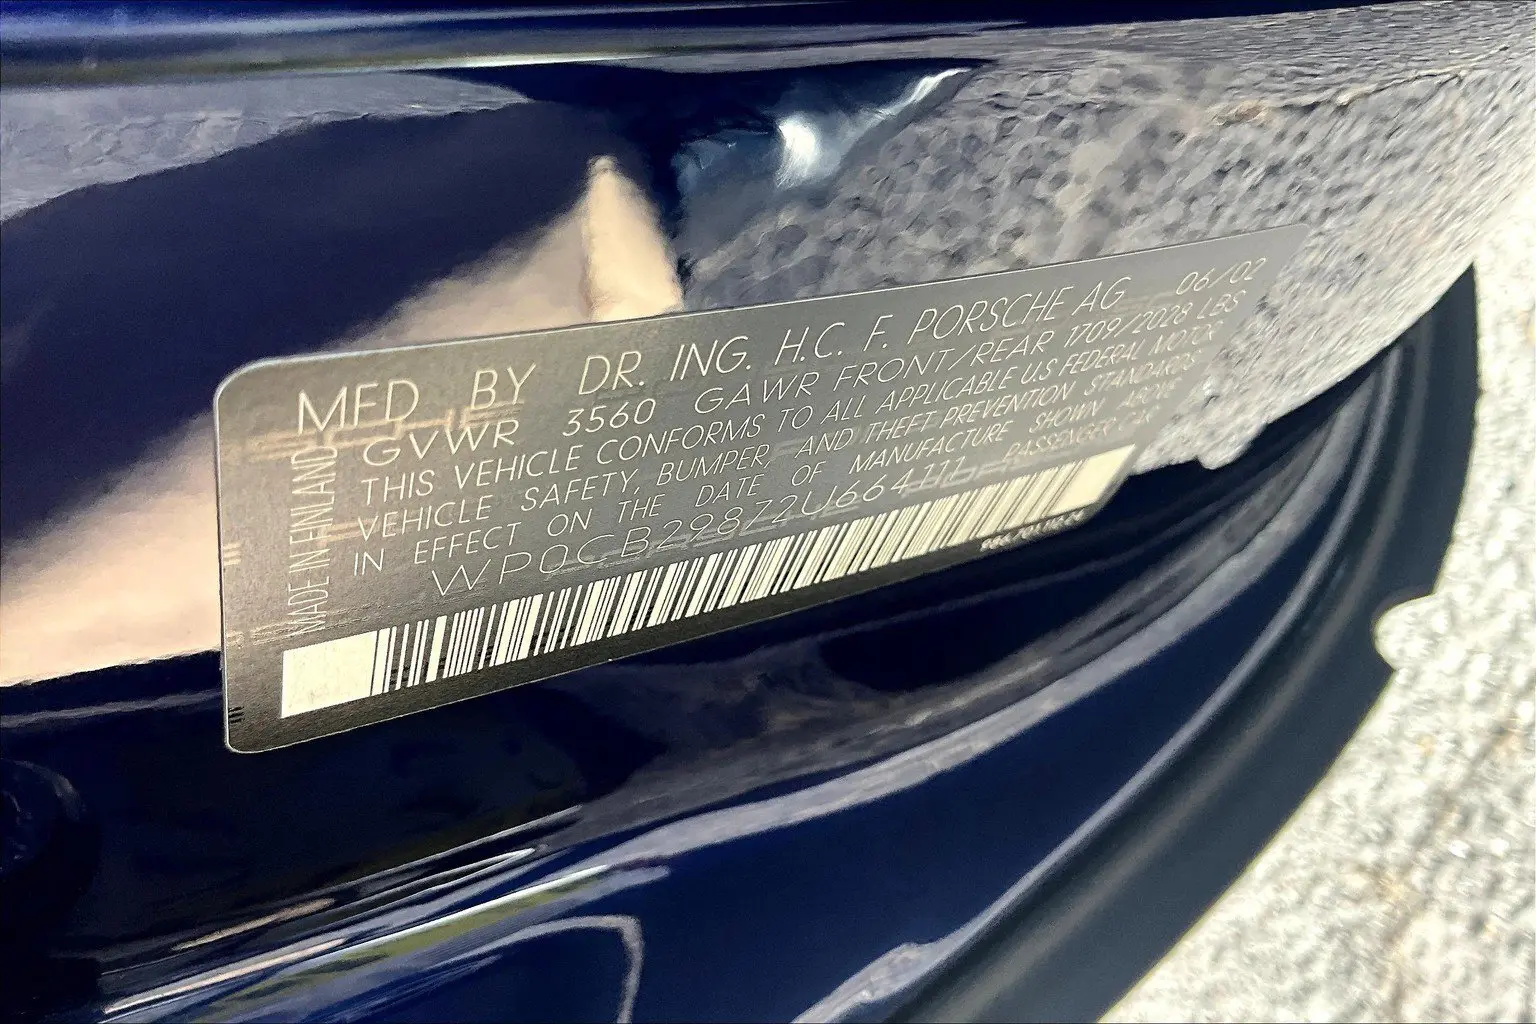 MFD BY DR. ING. H.C. F. PORSCHE AG 06/02
GVWR 3560 GAWR FRONT/REAR 1709/2028 LBS
THIS VEHICLE CONFORMS TO ALL APPLICABLE U.S FEDERAL MOTOR
VEHICLE SAFETY, BUMPER, AND THEFT PREVENTION STANDARDS
IN EFFECT ON THE DATE OF MANUFACTURE SHOWN ABOVE
WP0CB29872U664111 PASSENGER CAR
MADE IN FINLAND